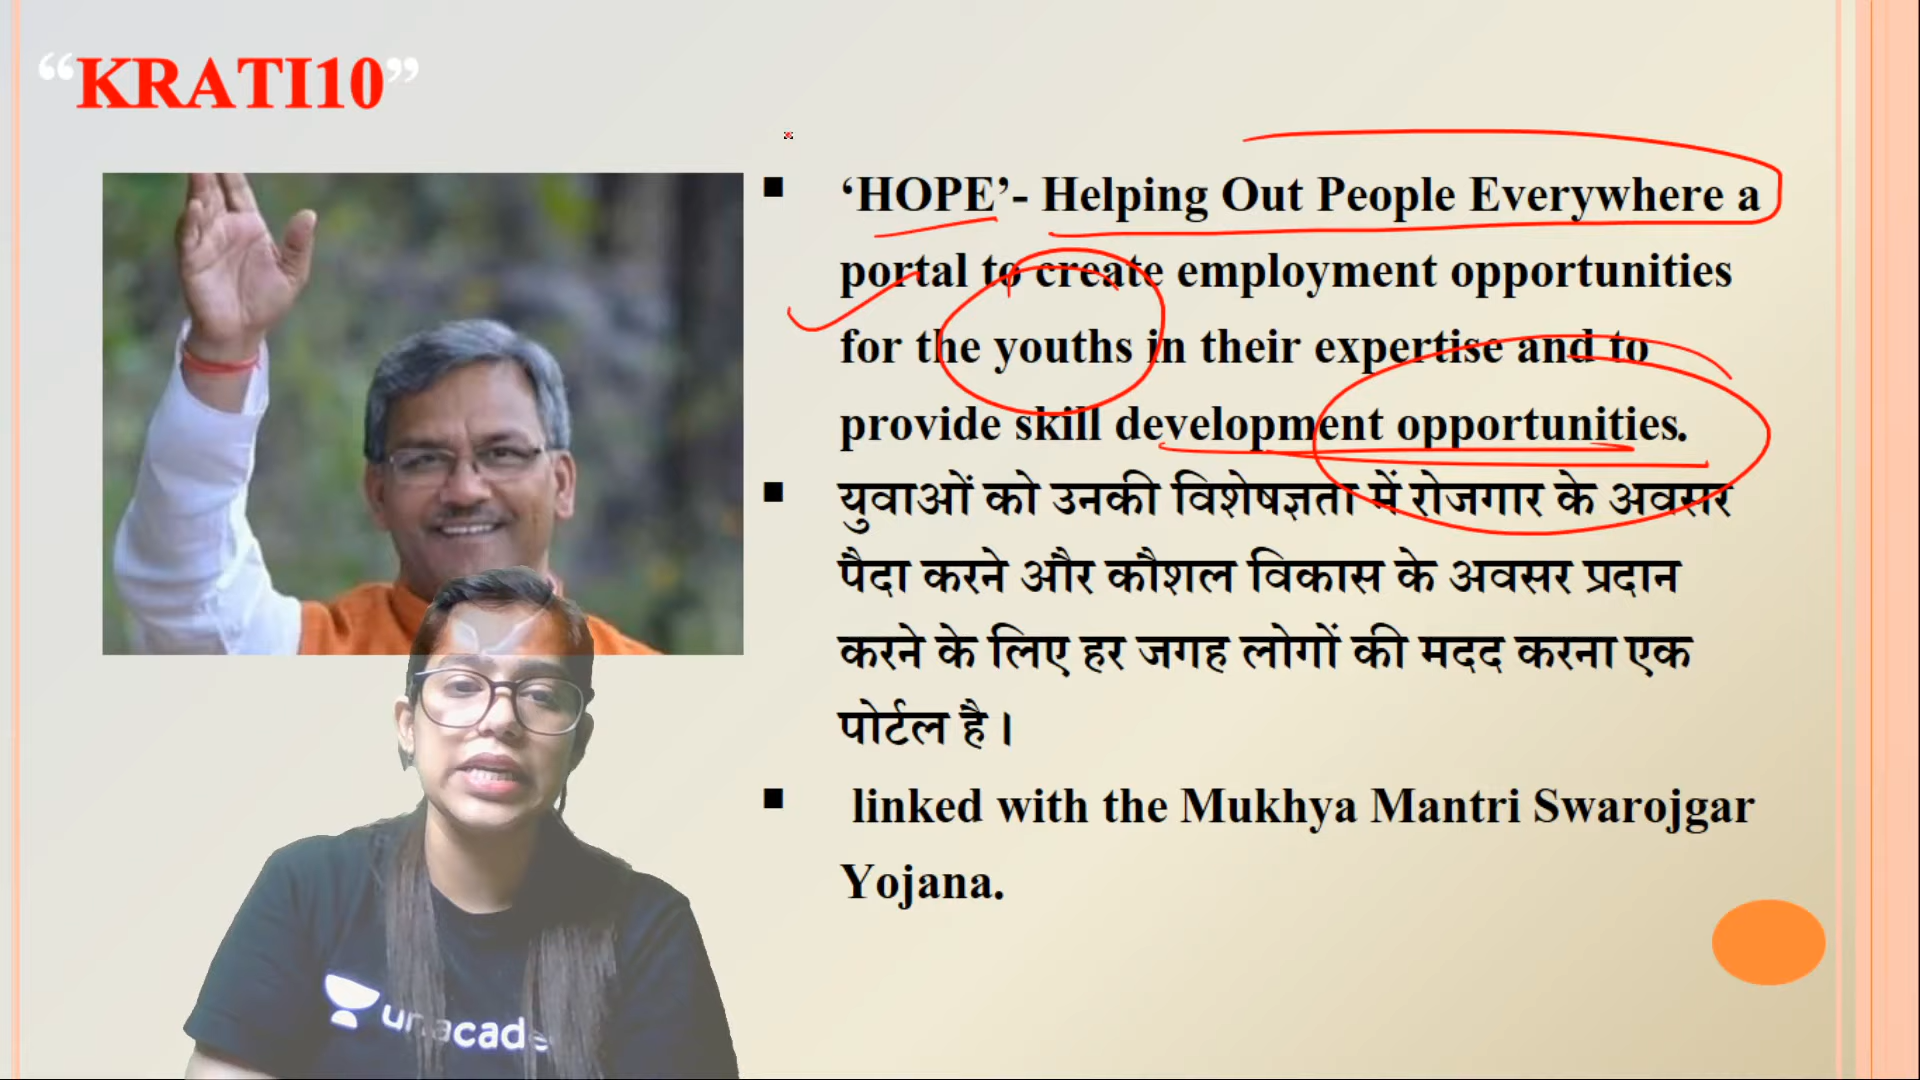 “KRATI10”
‘HOPE’- Helping Out People Everywhere a
portal to create employment opportunities
for the youths in their expertise and to
provide skill development opportunities.
युवाओं को उनकी विशेषज्ञता में रोजगार के अवसर
पैदा करने और कौशल विकास के अवसर प्रदान
करने के लिए हर जगह लोगों की मदद करना एक
पोर्टल है।
linked with the Mukhya Mantri Swarojgar
Yojana.